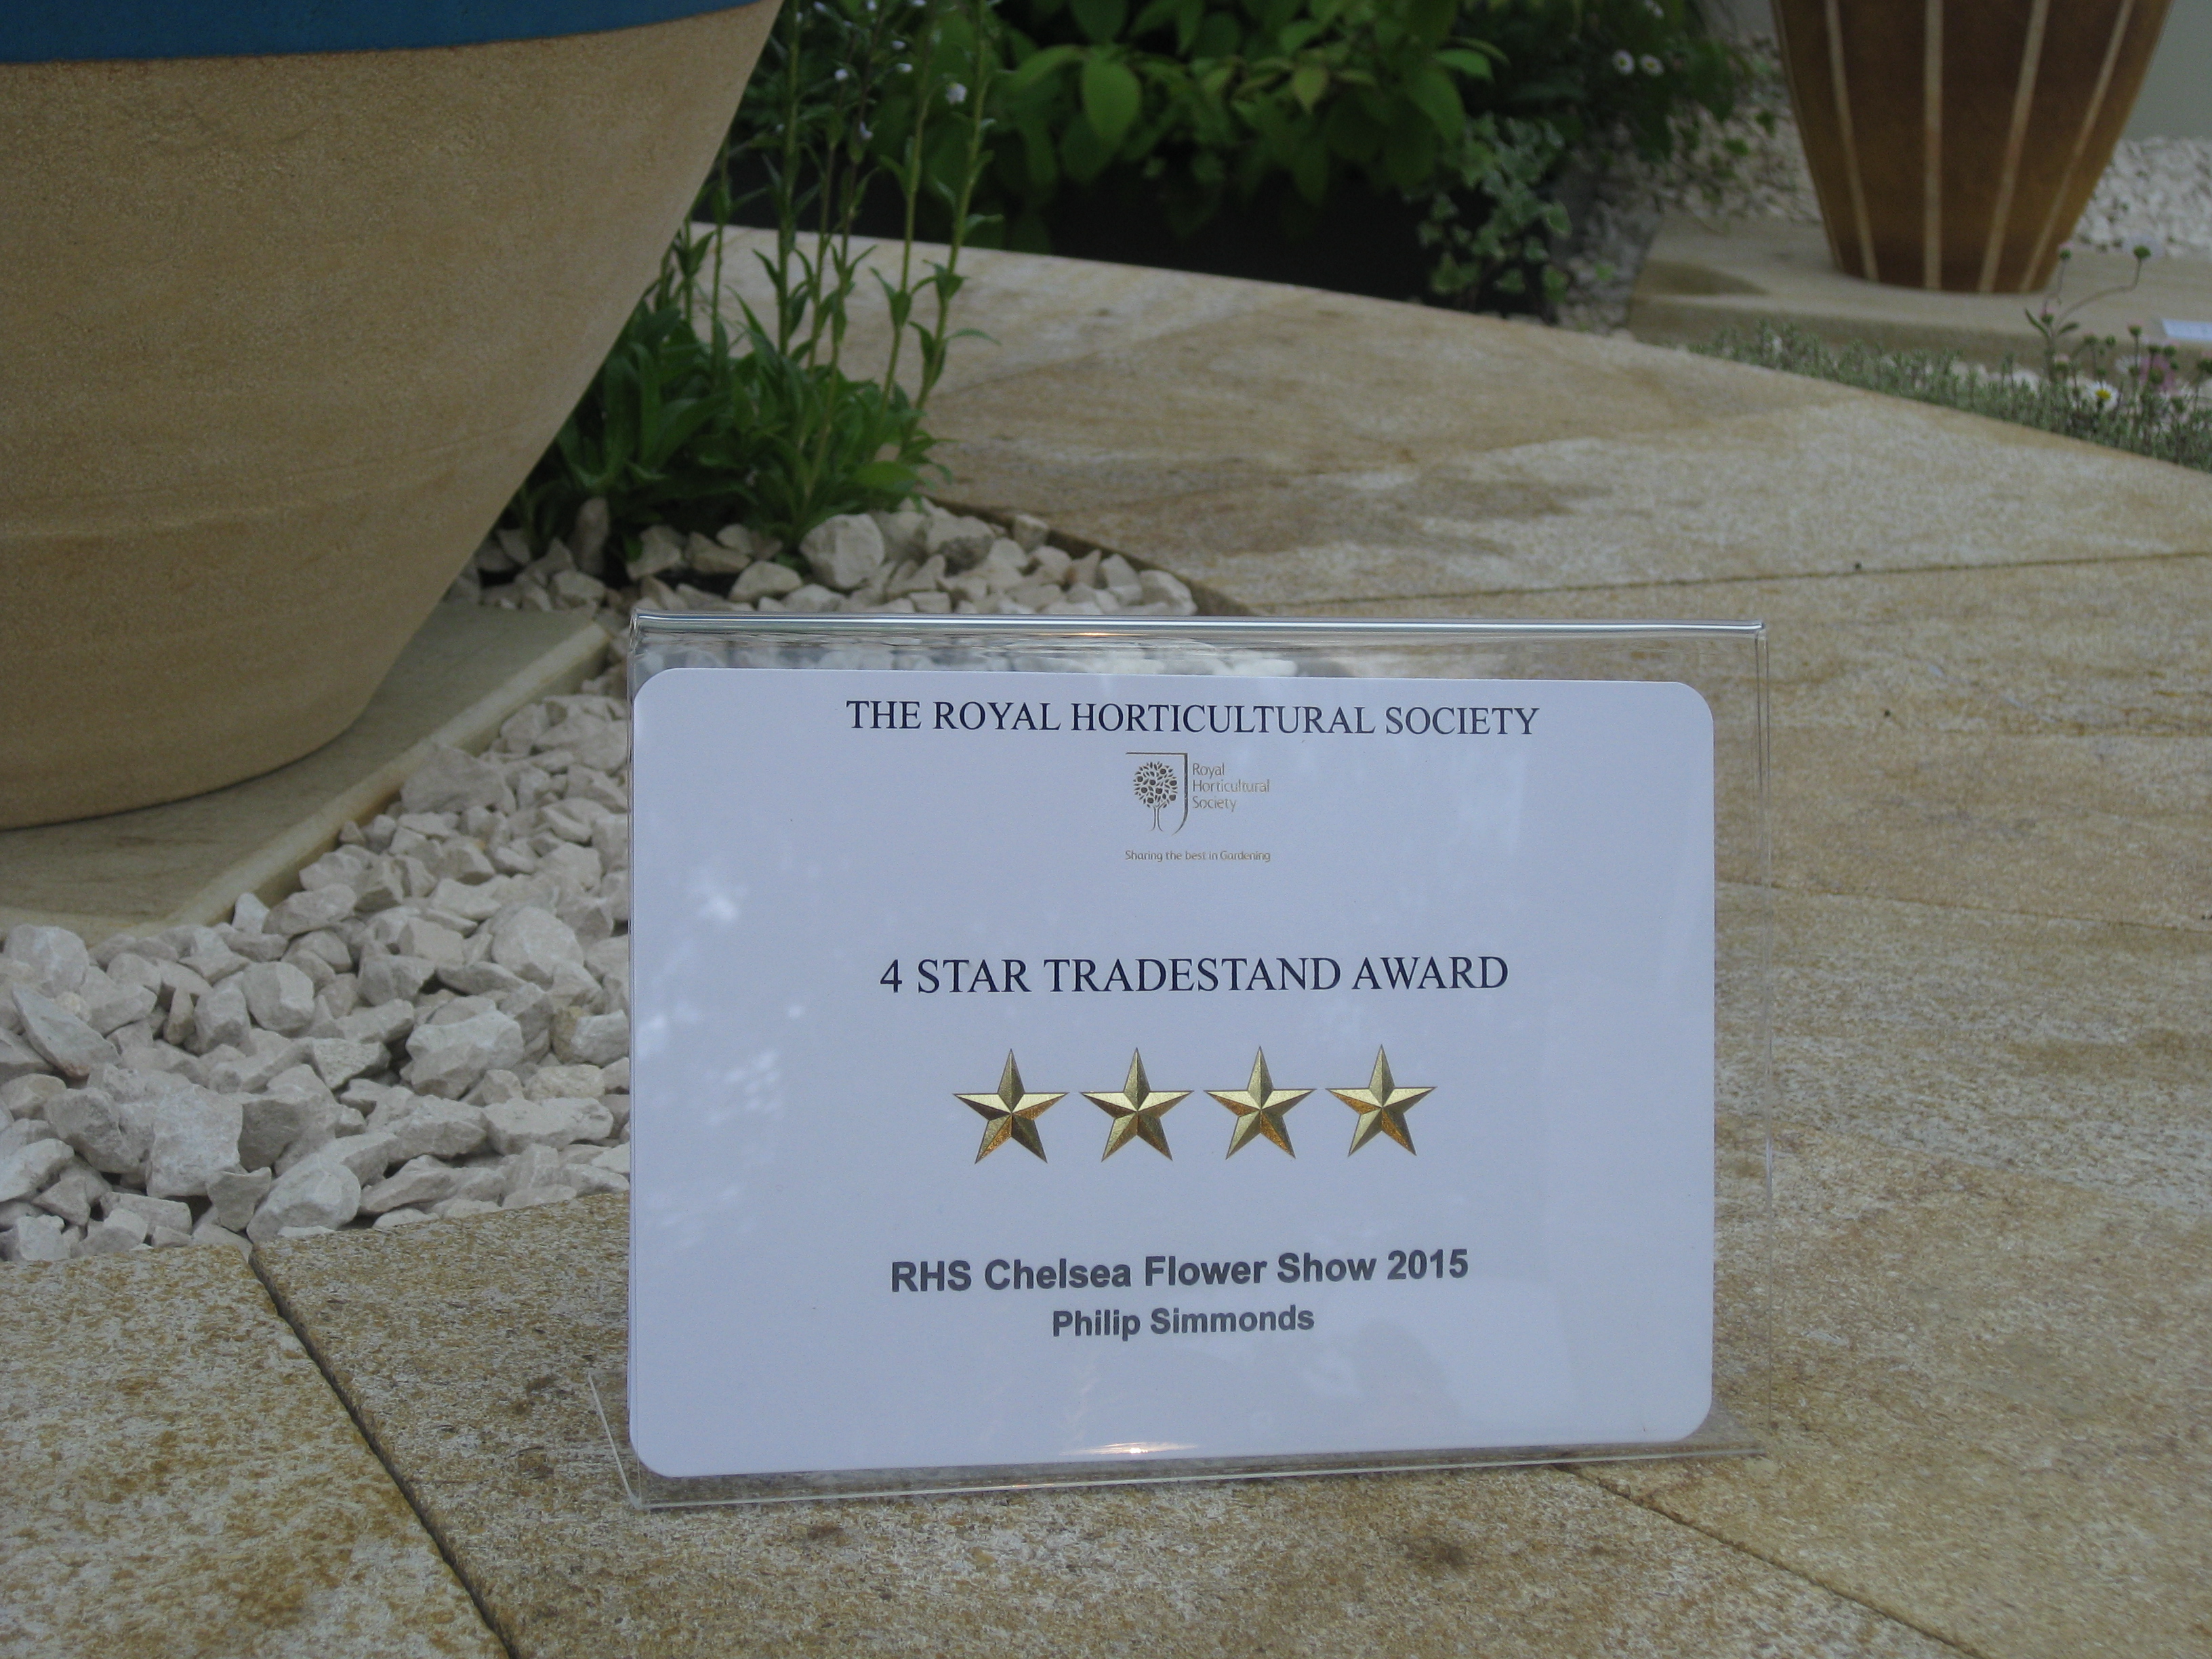 THE ROYAL HORTICULTURAL SOCIETY
Royal
Horticultural
Society
Sharing the best in Gardening
4 STAR TRADESTAND AWARD
RHS Chelsea Flower Show 2015
Philip Simmonds